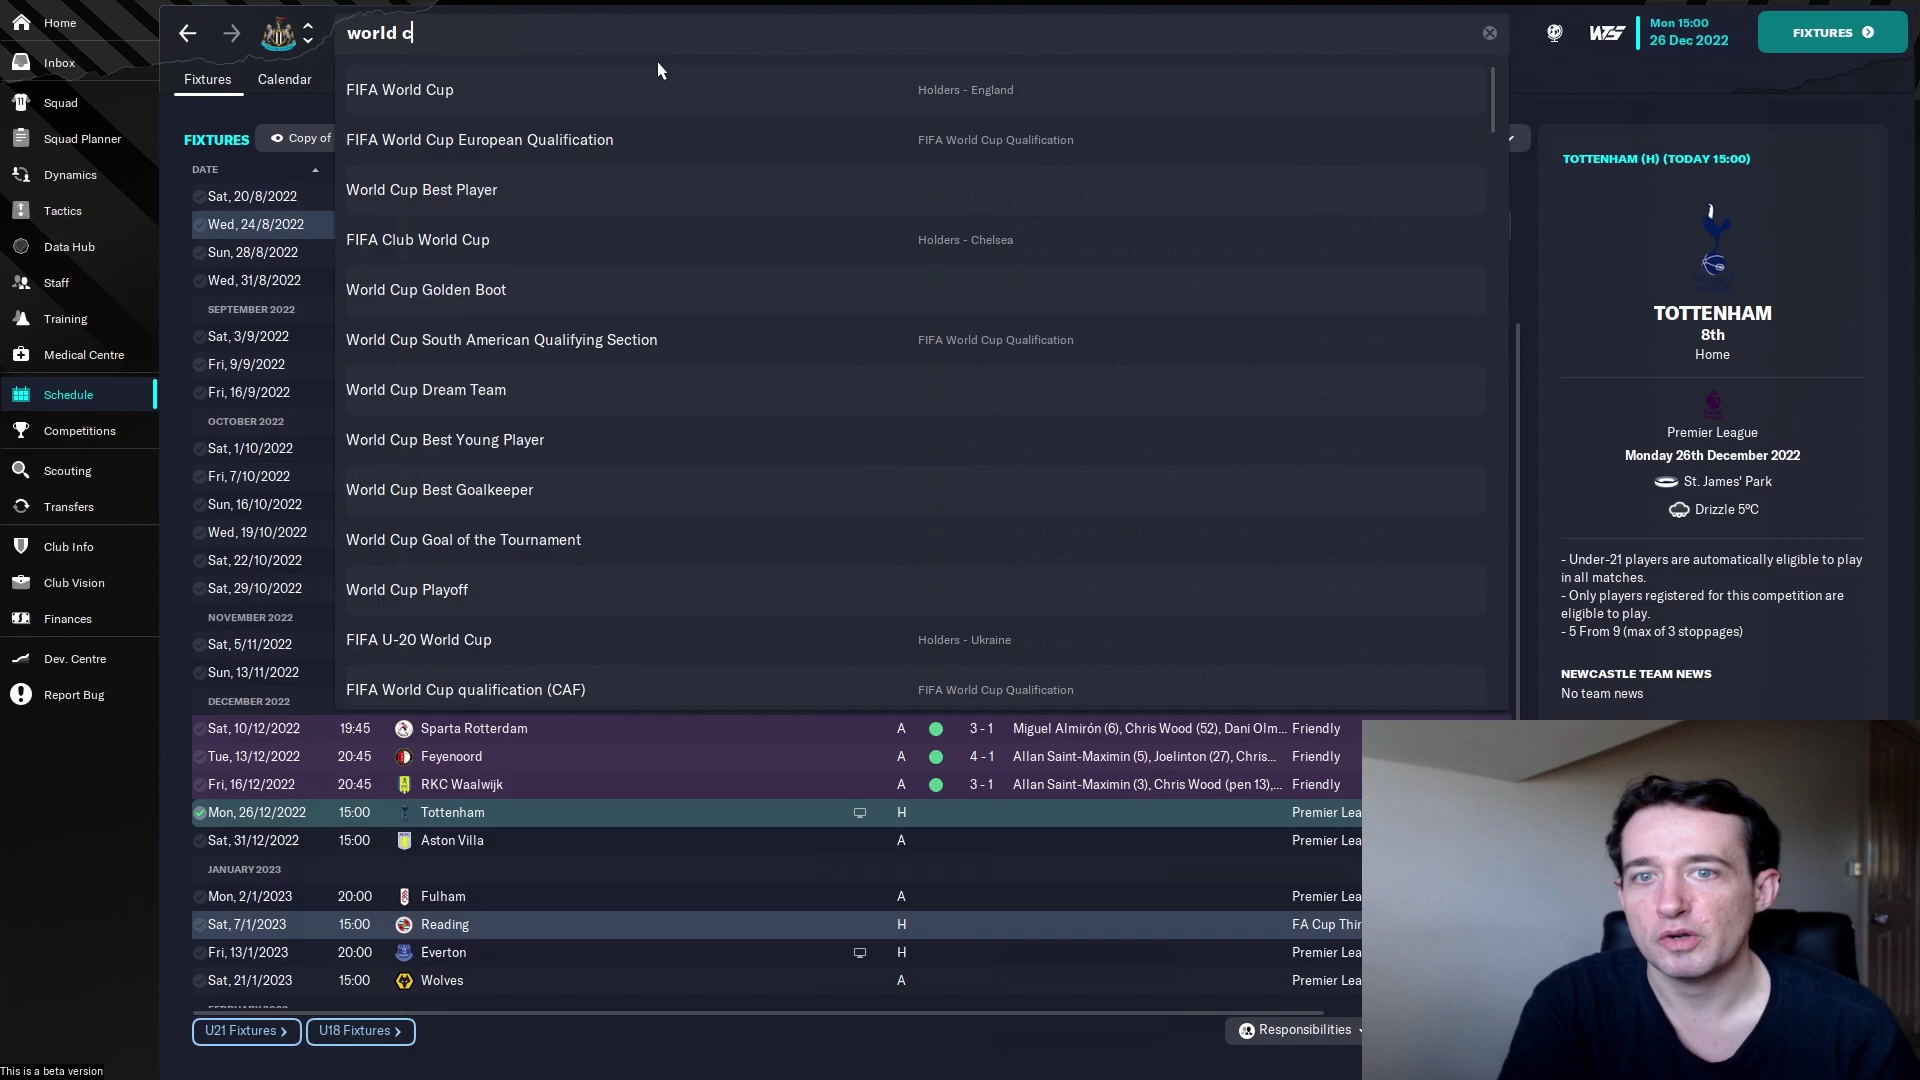 Home
Inbox
Squad
Squad Planner
Dynamics
Tactics
Data Hub
Staff
Training
Medical Centre
Schedule
Competitions
Scouting
Transfers
Club Info
Club Vision
Finances
Dev. Centre
Report Bug
This is a beta version
world c
Mon 15:00
26 Dec 2022
FIXTURES
Fixtures
Calendar
FIXTURES
Copy of
DATE
Sat, 20/8/2022
Wed, 24/8/2022
Sun, 28/8/2022
Wed, 31/8/2022
SEPTEMBER 2022
Sat, 3/9/2022
Fri, 9/9/2022
Fri, 16/9/2022
OCTOBER 2022
Sat, 1/10/2022
Fri, 7/10/2022
Sun, 16/10/2022
Wed, 19/10/2022
Sat, 22/10/2022
Sat, 29/10/2022
NOVEMBER 2022
Sat, 5/11/2022
Sun, 13/11/2022
DECEMBER 2022
FIFA World Cup Holders - England
FIFA World Cup European Qualification FIFA World Cup Qualification
World Cup Best Player
FIFA Club World Cup Holders - Chelsea
World Cup Golden Boot
World Cup South American Qualifying Section FIFA World Cup Qualification
World Cup Dream Team
World Cup Best Young Player
World Cup Best Goalkeeper
World Cup Goal of the Tournament
World Cup Playoff
FIFA U-20 World Cup Holders - Ukraine
FIFA World Cup qualification (CAF) FIFA World Cup Qualification
Sat, 10/12/2022 19:45 Sparta Rotterdam A 3 - 1 Miguel Almirón (6), Chris Wood (52), Dani Olm... Friendly
Tue, 13/12/2022 20:45 Feyenoord A 4 - 1 Allan Saint-Maximin (5), Joelinton (27), Chris... Friendly
Fri, 16/12/2022 20:45 RKC Waalwijk A 3 - 1 Allan Saint-Maximin (3), Chris Wood (pen 13),... Friendly
Mon, 26/12/2022 15:00 Tottenham H Premier Lea
Sat, 31/12/2022 15:00 Aston Villa A Premier Lea
JANUARY 2023
Mon, 2/1/2023 20:00 Fulham A Premier Lea
Sat, 7/1/2023 15:00 Reading H FA Cup Thir
Fri, 13/1/2023 20:00 Everton H Premier Lea
Sat, 21/1/2023 15:00 Wolves A Premier Lea
U21 Fixtures
U18 Fixtures
Responsibilities
TOTTENHAM (H) (TODAY 15:00)
TOTTENHAM
8th
Home
Premier League
Monday 26th December 2022
St. James' Park
Drizzle 5ºC
- Under-21 players are automatically eligible to play
in all matches.
- Only players registered for this competition are
eligible to play.
- 5 From 9 (max of 3 stoppages)
NEWCASTLE TEAM NEWS
No team news